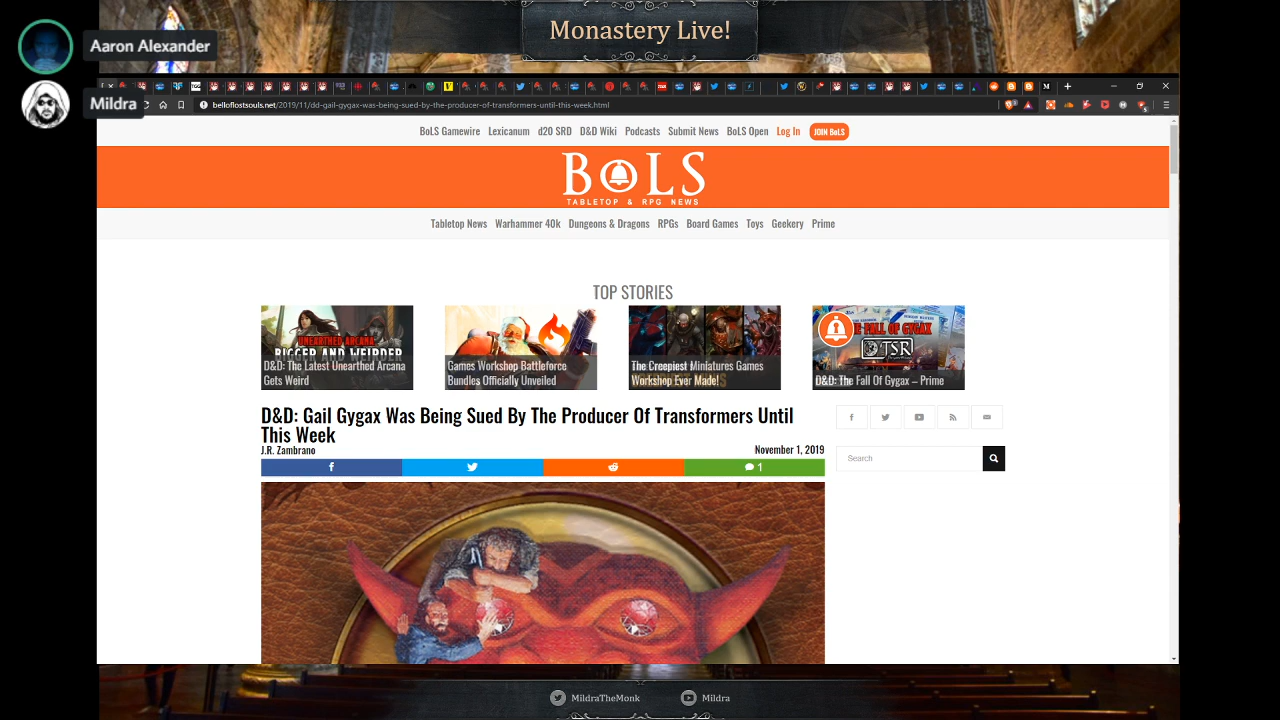 Monastery Live!
Aaron Alexander
Mildra
belloflostsouls.net/2019/11/dd-gail-gygax-was-being-sued-by-the-producer-of-transformers-until-this-week.html
BoLS Gamewire Lexicanum d20 SRD D&D Wiki Podcasts Submit News BoLS Open Log In JOIN BoLS
BoLS
TABLETOP & RPG NEWS
Tabletop News Warhammer 40k Dungeons & Dragons RPGs Board Games Toys Geekery Prime
TOP STORIES
UNEARTHED ARCANA
BIGGER AND WEIRDER
D&D: The Latest Unearthed Arcana
Gets Weird
Games Workshop Battleforce
Bundles Officially Unveiled
The Creepiest Miniatures Games
Workshop Ever Made!
E-FALL OF GYGAX
TSR
D&D: The Fall Of Gygax – Prime
D&D: Gail Gygax Was Being Sued By The Producer Of Transformers Until
This Week
J.R. Zambrano November 1, 2019
1
Search
MildraTheMonk Mildra